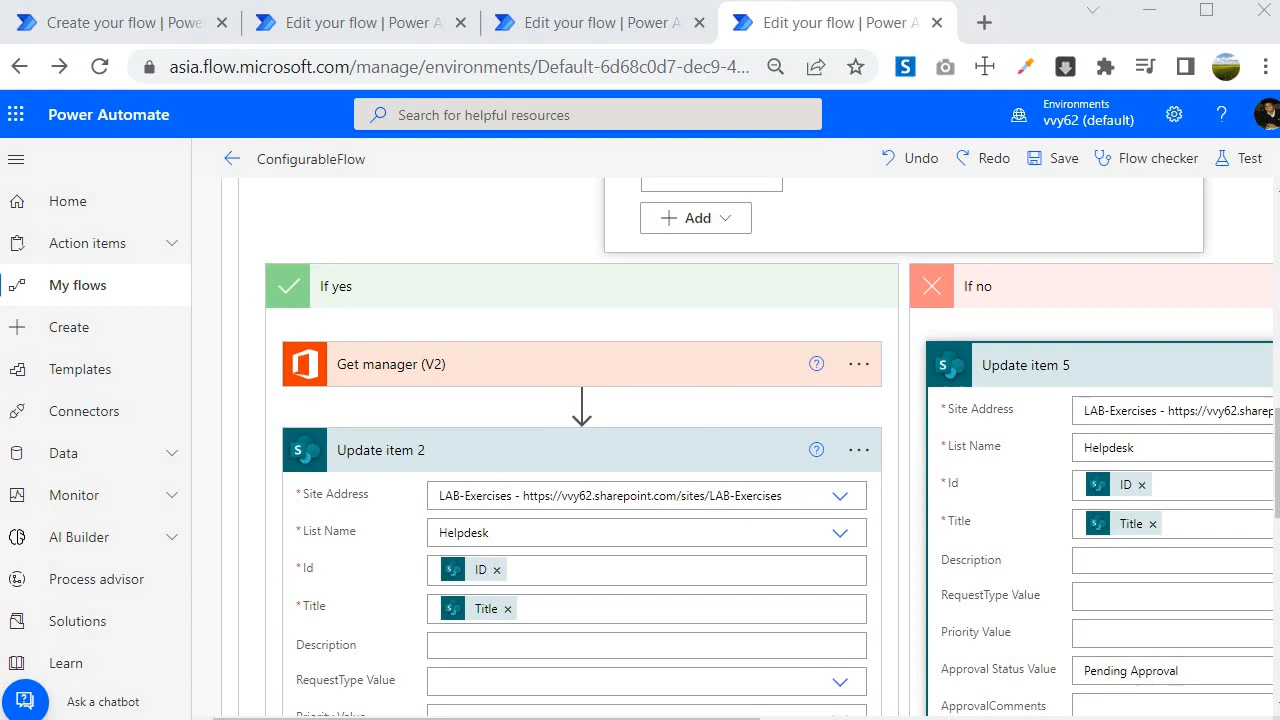 Create your flow | Powe
Edit your flow | Power A
Edit your flow | Power A
Edit your flow | Power A
asia.flow.microsoft.com/manage/environments/Default-6d68c0d7-dec9-4...
S
Power Automate
Search for helpful resources
Environments
vvy62 (default)
?
ConfigurableFlow
Undo
Redo
Save
Flow checker
Test
Home
Action items
My flows
Create
Templates
Connectors
Data
Monitor
AI Builder
Process advisor
Solutions
Learn
Ask a chatbot
Add
If yes
Get manager (V2)
Update item 2
* Site Address
LAB-Exercises - https://vvy62.sharepoint.com/sites/LAB-Exercises
* List Name
Helpdesk
* Id
ID
* Title
Title
Description
RequestType Value
Priority Value
If no
Update item 5
* Site Address
LAB-Exercises - https://vvy62.sharep
* List Name
Helpdesk
* Id
ID
* Title
Title
Description
RequestType Value
Priority Value
Approval Status Value
Pending Approval
ApprovalComments